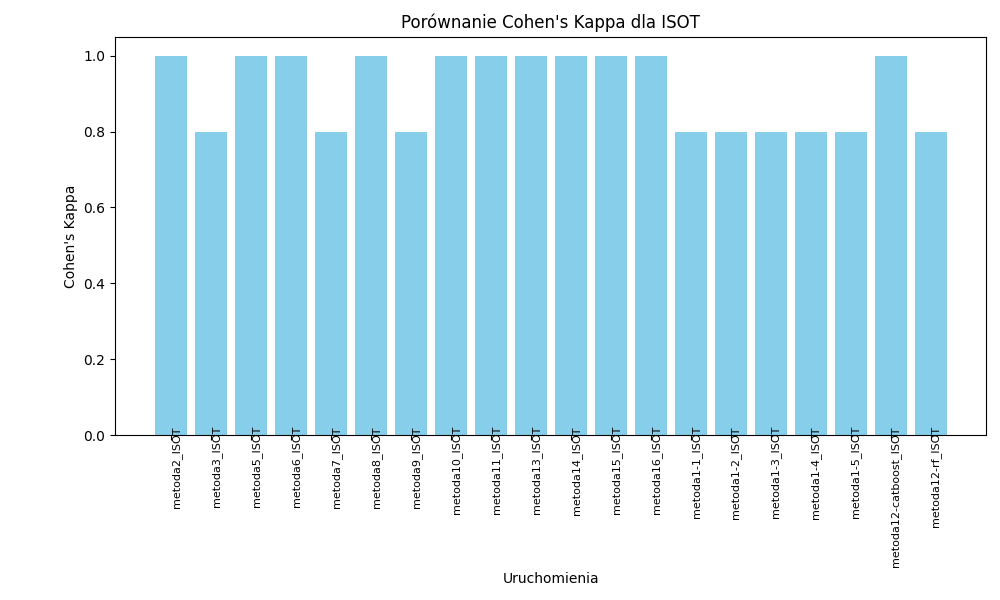 Porównanie Cohen's Kappa dla ISOT
Cohen's Kappa
1.0
0.8
0.6
0.4
0.2
0.0
metoda2_ISOT
metoda3_ISOT
metoda5_ISOT
metoda6_ISOT
metoda7_ISOT
metoda8_ISOT
metoda9_ISOT
metoda10_ISOT
metoda11_ISOT
metoda13_ISOT
metoda14_ISOT
metoda15_ISOT
metoda16_ISOT
metoda1-1_ISOT
metoda1-2_ISOT
metoda1-3_ISOT
metoda1-4_ISOT
metoda1-5_ISOT
metoda12-catboost_ISOT
metoda12-rf_ISOT
Uruchomienia